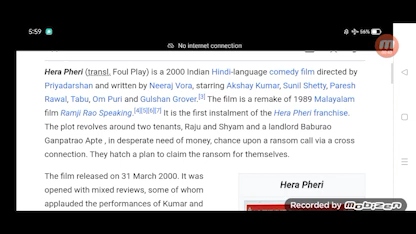 5:59
56%
No internet connection
Hera Pheri (transl. Foul Play) is a 2000 Indian Hindi-language comedy film directed by
Priyadarshan and written by Neeraj Vora, starring Akshay Kumar, Sunil Shetty, Paresh
Rawal, Tabu, Om Puri and Gulshan Grover.[3] The film is a remake of 1989 Malayalam
film Ramji Rao Speaking.[4][5][6][7] It is the first instalment of the Hera Pheri franchise.
The plot revolves around two tenants, Raju and Shyam and a landlord Baburao
Ganpatrao Apte , in desperate need of money, chance upon a ransom call via a cross
connection. They hatch a plan to claim the ransom for themselves.
The film released on 31 March 2000. It was
opened with mixed reviews, some of whom
applauded the performances of Kumar and
Hera Pheri
Recorded by Mobizen